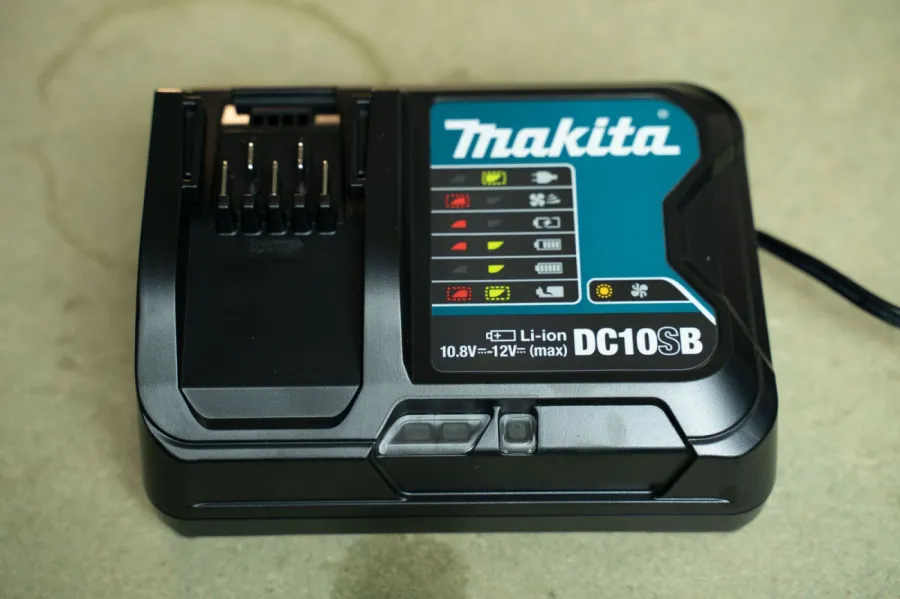 Makita®
Li-ion
10.8V⎓-12V⎓ (max) DC10SB